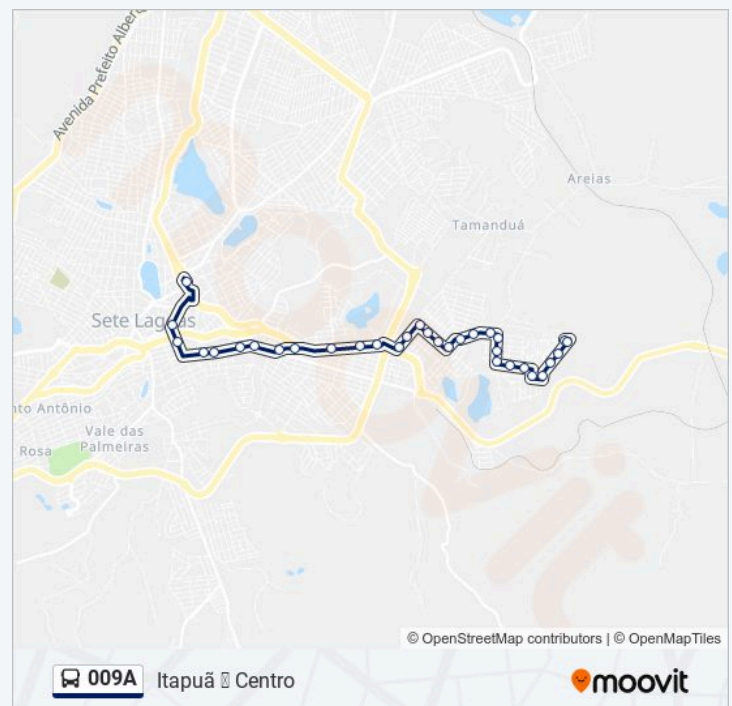 Avenida Prefeito Alber
Areias
Tamanduá
Sete Lagoas
nto Antônio
Vale das
Palmeiras
Rosa
© OpenStreetMap contributors | © OpenMapTiles
009A Itapuã ▯ Centro
moovit